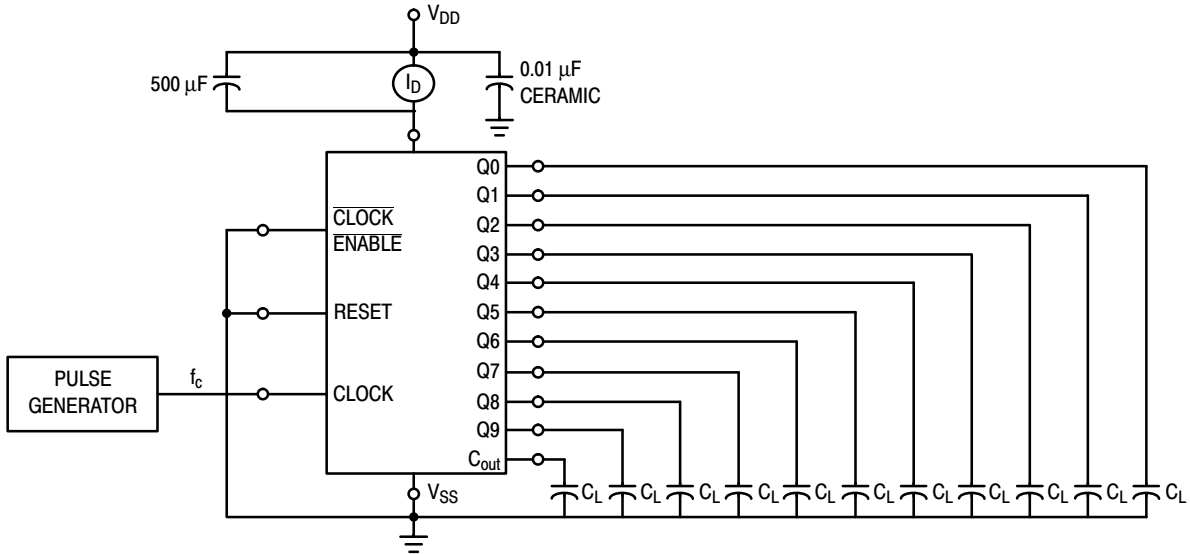 V_DD
500 μF
I_D
0.01 μF
CERAMIC
Q0
Q1
CLOCK
ENABLE
Q2
Q3
Q4
RESET
Q5
Q6
PULSE
GENERATOR
f_c
CLOCK
Q7
Q8
Q9
C_out
V_SS
C_L C_L C_L C_L C_L C_L C_L C_L C_L C_L C_L